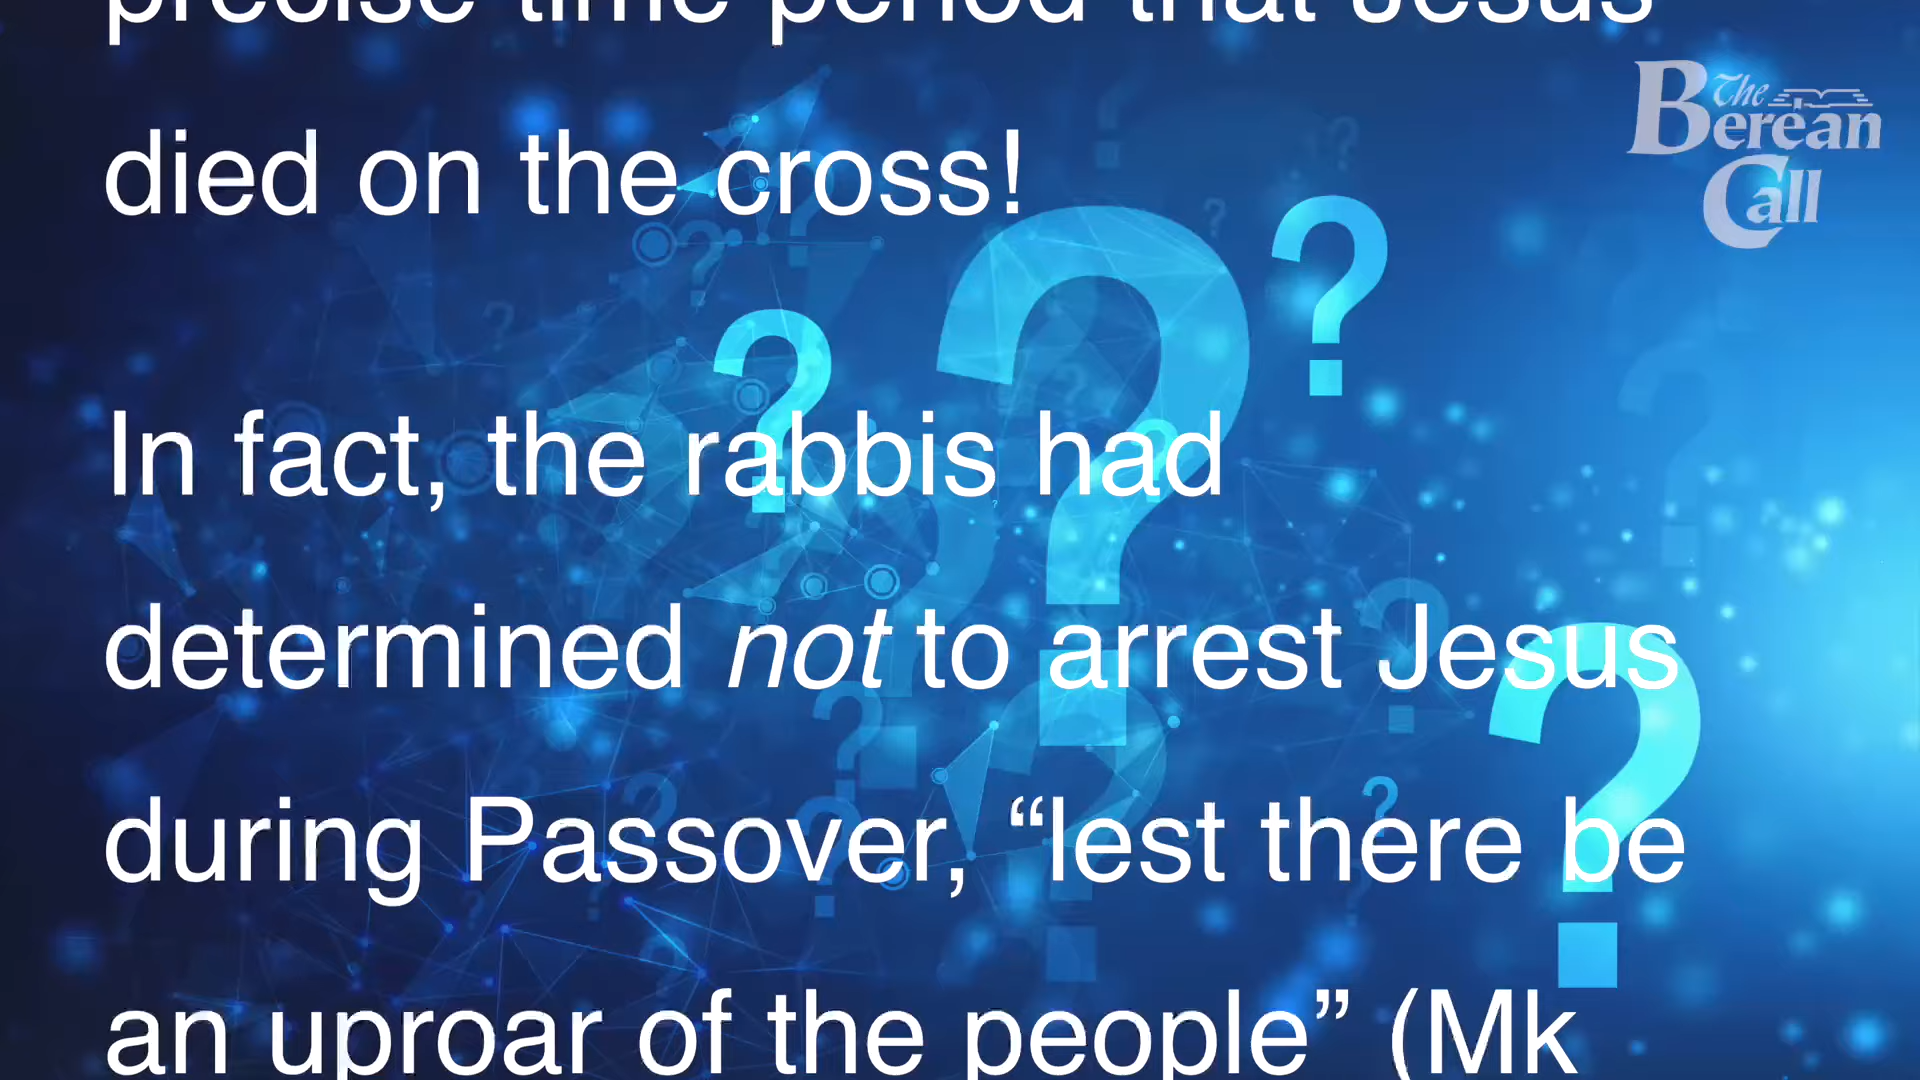 precise time period that Jesus
died on the cross!
In fact, the rabbis had
determined not to arrest Jesus
during Passover, “lest there be
an uproar of the people” (Mk
The
Berean
Call